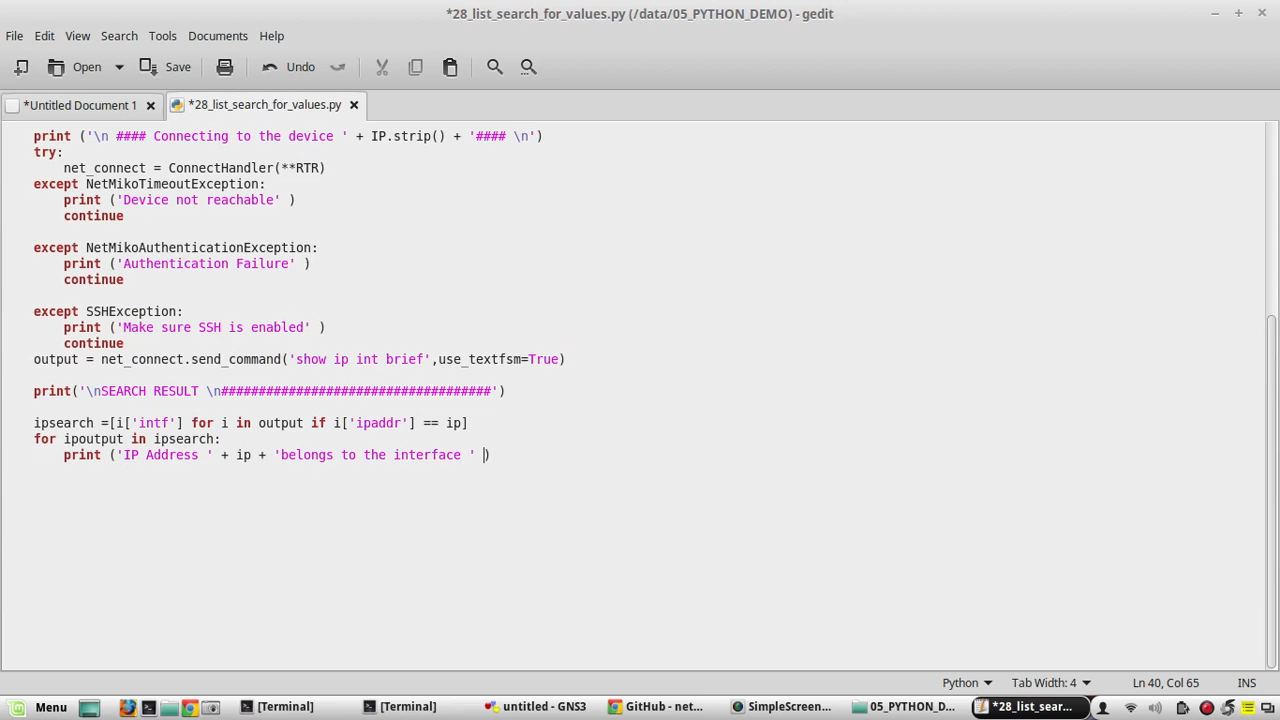 *28_list_search_for_values.py (/data/05_PYTHON_DEMO) - gedit
File Edit View Search Tools Documents Help
Open Save Undo
*Untitled Document 1 *28_list_search_for_values.py
print ('\n #### Connecting to the device ' + IP.strip() + '#### \n')
try:
net_connect = ConnectHandler(**RTR)
except NetMikoTimeoutException:
print ('Device not reachable' )
continue
except NetMikoAuthenticationException:
print ('Authentication Failure' )
continue
except SSHException:
print ('Make sure SSH is enabled' )
continue
output = net_connect.send_command('show ip int brief',use_textfsm=True)
print('\nSEARCH RESULT \n####################################')
ipsearch =[i['intf'] for i in output if i['ipaddr'] == ip]
for ipoutput in ipsearch:
print ('IP Address ' + ip + 'belongs to the interface ' )
Python Tab Width: 4 Ln 40, Col 65 INS
Menu [Terminal] [Terminal] untitled - GNS3 GitHub - net... SimpleScreen... 05_PYTHON_D... *28_list_sear...